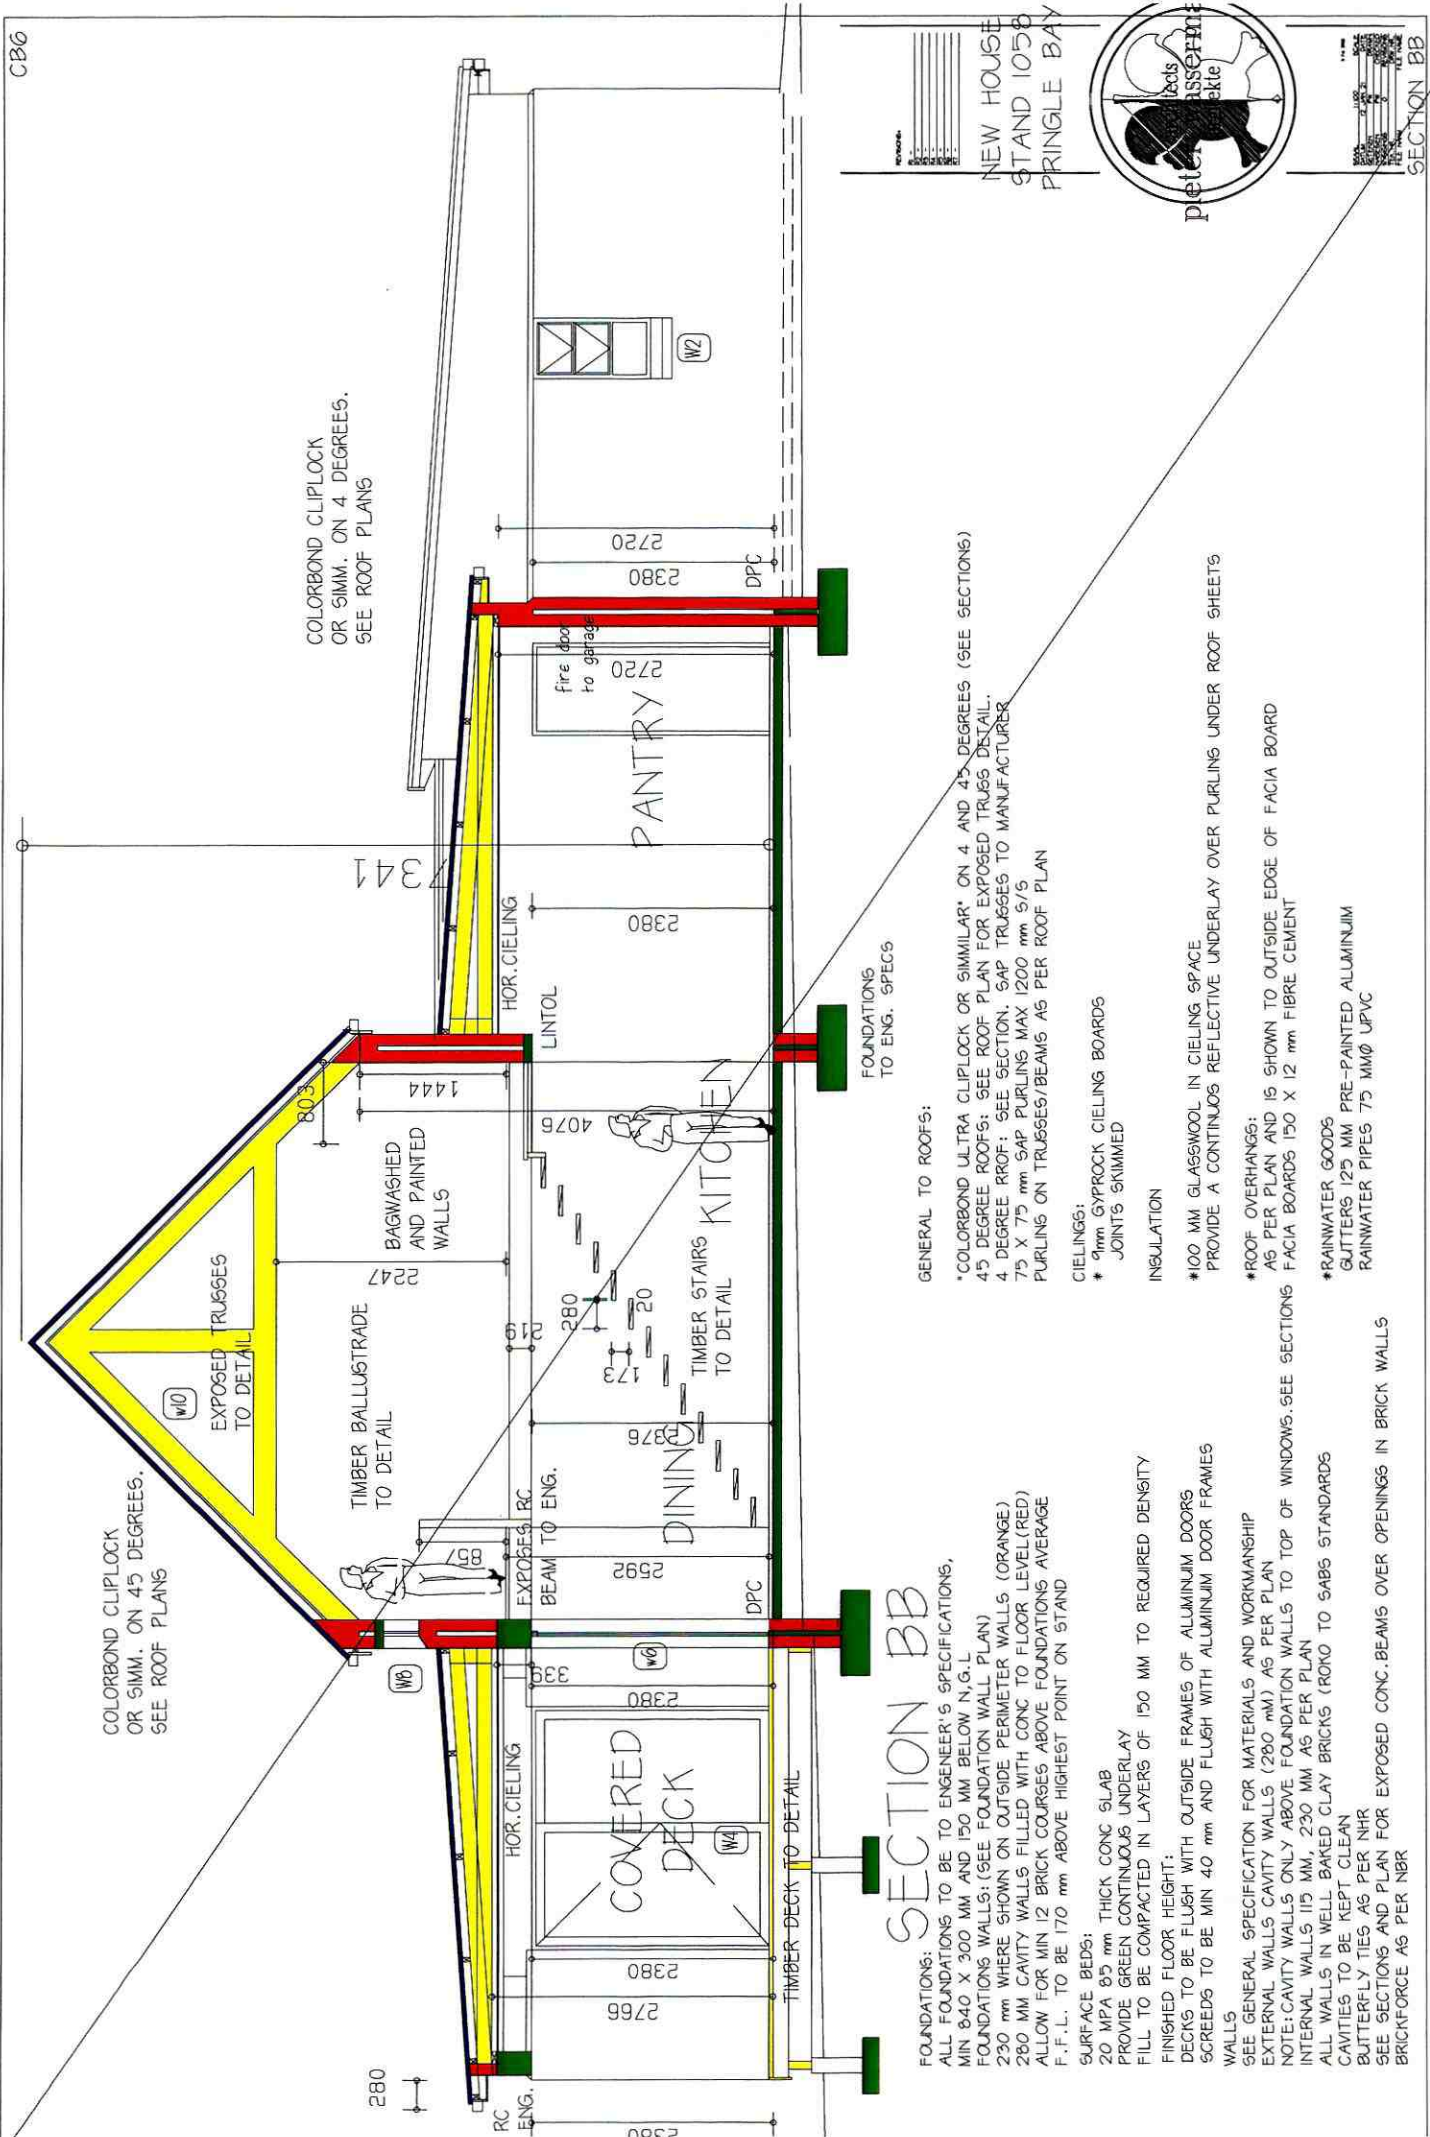 CB6
COLORBOND CLIPLOCK
OR SIMM. ON 45 DEGREES.
SEE ROOF PLANS
COLORBOND CLIPLOCK
OR SIMM. ON 4 DEGREES.
SEE ROOF PLANS
w10
EXPOSED TRUSSES
TO DETAIL
TIMBER BALLUSTRADE
TO DETAIL
BAGWASHED
AND PAINTED
WALLS
803
7341
2247
1444
4076
857
W8
280
RC
ENG.
HOR. CIELING
EXPOSES RC
BEAM TO ENG.
219
280
20
173
LINTOL
HOR. CIELING
339
2380
2766
2380
2380
COVERED
DECK
W4
w6
TIMBER DECK TO DETAIL
DPC
2592
2376
DINING
TIMBER STAIRS
TO DETAIL
KITCHEN
2380
PANTRY
fire door
to garage
2720
2380
2720
DPC
W2
FOUNDATIONS
TO ENG. SPECS
SECTION BB
FOUNDATIONS:
ALL FOUNDATIONS TO BE TO ENGENEER'S SPECIFICATIONS,
MIN 840 X 300 MM AND 150 MM BELOW N,G.L
FOUNDATIONS WALLS: (SEE FOUNDATION WALL PLAN)
230 mm WHERE SHOWN ON OUTSIDE PERIMETER WALLS (ORANGE)
280 MM CAVITY WALLS FILLED WITH CONC TO FLOOR LEVEL(RED)
ALLOW FOR MIN 12 BRICK COURSES ABOVE FOUNDATIONS AVERAGE
F.F.L. TO BE 170 mm ABOVE HIGHEST POINT ON STAND
SURFACE BEDS:
20 MPA 85 mm THICK CONC SLAB
PROVIDE GREEN CONTINUOUS UNDERLAY
FILL TO BE COMPACTED IN LAYERS OF 150 MM TO REQUIRED DENSITY
FINISHED FLOOR HEIGHT:
DECKS TO BE FLUSH WITH OUTSIDE FRAMES OF ALUMINUM DOORS
SCREEDS TO BE MIN 40 mm AND FLUSH WITH ALUMINUM DOOR FRAMES
WALLS
SEE GENERAL SPECIFICATION FOR MATERIALS AND WORKMANSHIP
EXTERNAL WALLS CAVITY WALLS (280 mM) AS PER PLAN
NOTE: CAVITY WALLS ONLY ABOVE FOUNDATION WALLS TO TOP OF WINDOWS. SEE SECTIONS
INTERNAL WALLS 115 MM, 230 MM AS PER PLAN
ALL WALLS IN WELL BAKED CLAY BRICKS (ROKO TO SABS STANDARDS
CAVITIES TO BE KEPT CLEAN
BUTTERFLY TIES AS PER NHR
SEE SECTIONS AND PLAN FOR EXPOSED CONC.BEAMS OVER OPENINGS IN BRICK WALLS
BRICKFORCE AS PER NBR
GENERAL TO ROOFS:
*COLORBOND ULTRA CLIPLOCK OR SIMMILAR* ON 4 AND 45 DEGREES (SEE SECTIONS)
45 DEGREE ROOFS: SEE ROOF PLAN FOR EXPOSED TRUSS DETAIL.
4 DEGREE RROF: SEE SECTION. SAP TRUSSES TO MANUFACTURER
75 X 75 mm SAP PURLINS MAX 1200 mm S/S
PURLINS ON TRUSSES/BEAMS AS PER ROOF PLAN
CIELINGS:
* 9mm GYPROCK CIELING BOARDS
JOINTS SKIMMED
INSULATION
*100 MM GLASSWOOL IN CIELING SPACE
PROVIDE A CONTINUOS REFLECTIVE UNDERLAY OVER PURLINS UNDER ROOF SHEETS
*ROOF OVERHANGS:
AS PER PLAN AND IS SHOWN TO OUTSIDE EDGE OF FACIA BOARD
FACIA BOARDS 150 X 12 mm FIBRE CEMENT
*RAINWATER GOODS
GUTTERS 125 MM PRE-PAINTED ALUMINUIM
RAINWATER PIPES 75 MMØ UPVC
NEW HOUSE
STAND 1058
PRINGLE BAY
SECTION BB